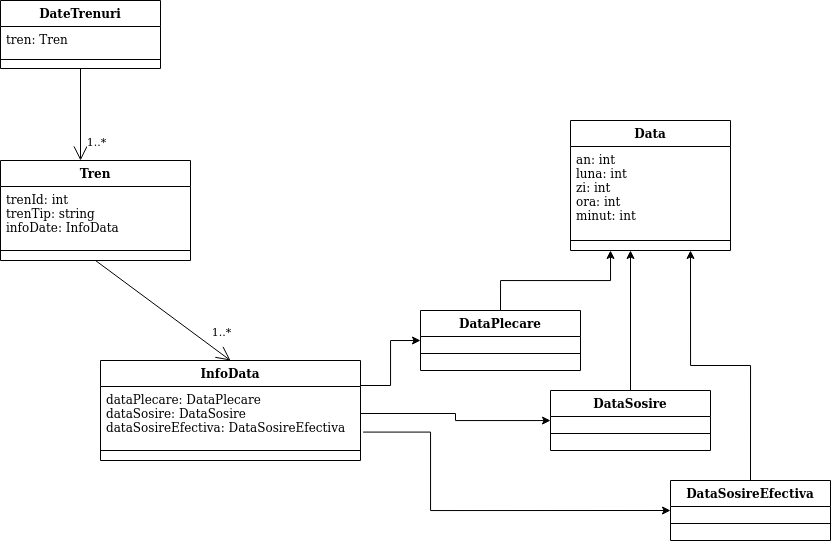 DateTrenuri
tren: Tren
1..*
Tren
trenId: int
trenTip: string
infoDate: InfoData
Data
an: int
luna: int
zi: int
ora: int
minut: int
1..*
InfoData
dataPlecare: DataPlecare
dataSosire: DataSosire
dataSosireEfectiva: DataSosireEfectiva
DataPlecare
DataSosire
DataSosireEfectiva